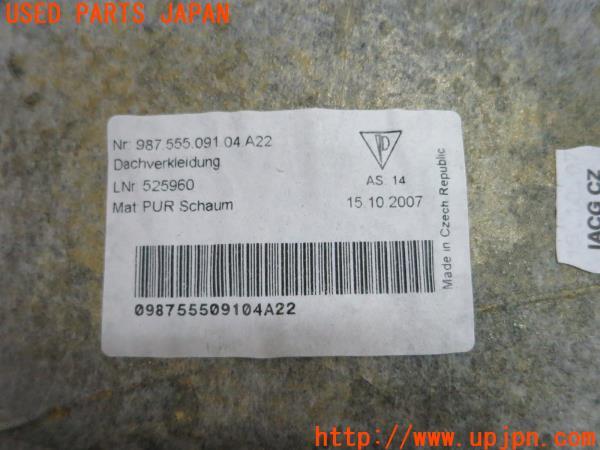 USED PARTS JAPAN
Nr: 987.555.091.04 A22
Dachverkleidung
LNr 525960
Mat PUR Schaum
AS. 14
15.10 2007
Made in Czech Republic
098755509104A22
IACG CZ
http://www.upjpn.com/